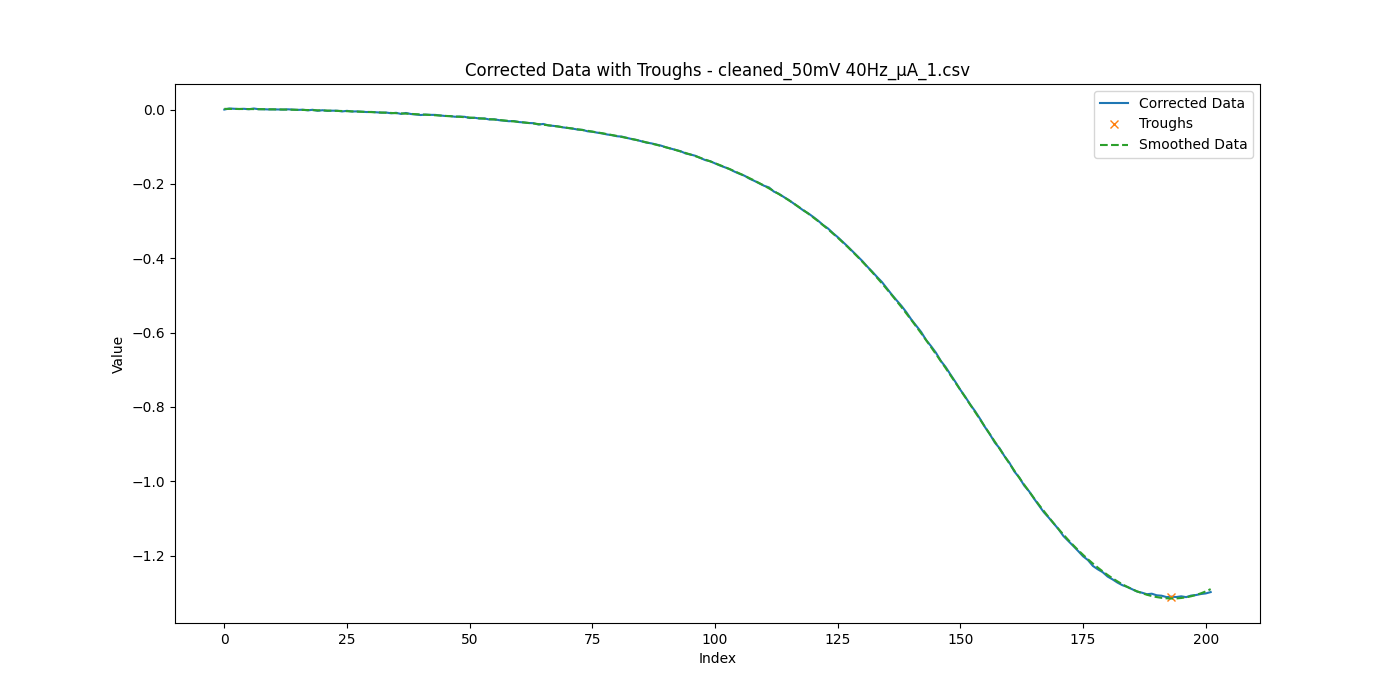 Corrected Data with Troughs - cleaned_50mV 40Hz_μA_1.csv
Corrected Data
Troughs
Smoothed Data
Value
0.0
−0.2
−0.4
−0.6
−0.8
−1.0
−1.2
0 25 50 75 100 125 150 175 200
Index